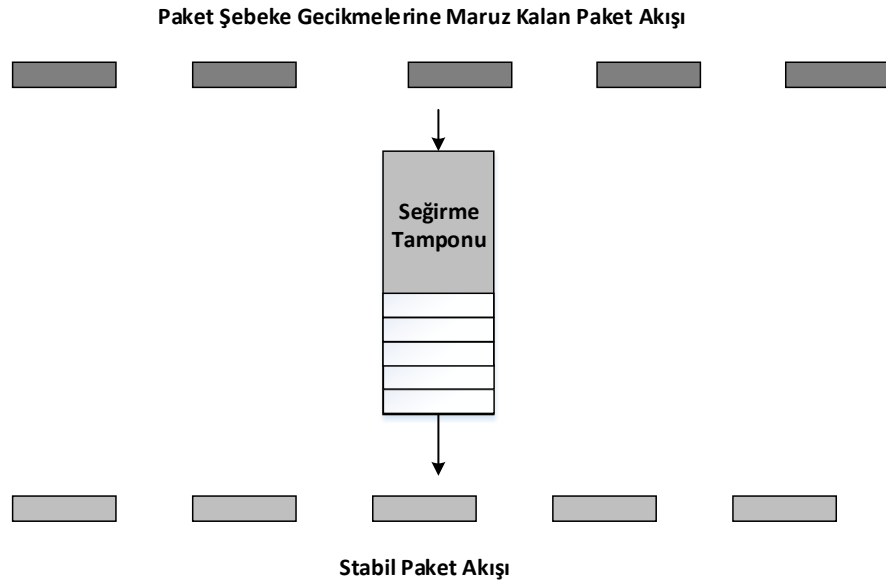 Paket Şebeke Gecikmelerine Maruz Kalan Paket Akışı
Seğirme
Tamponu
Stabil Paket Akışı